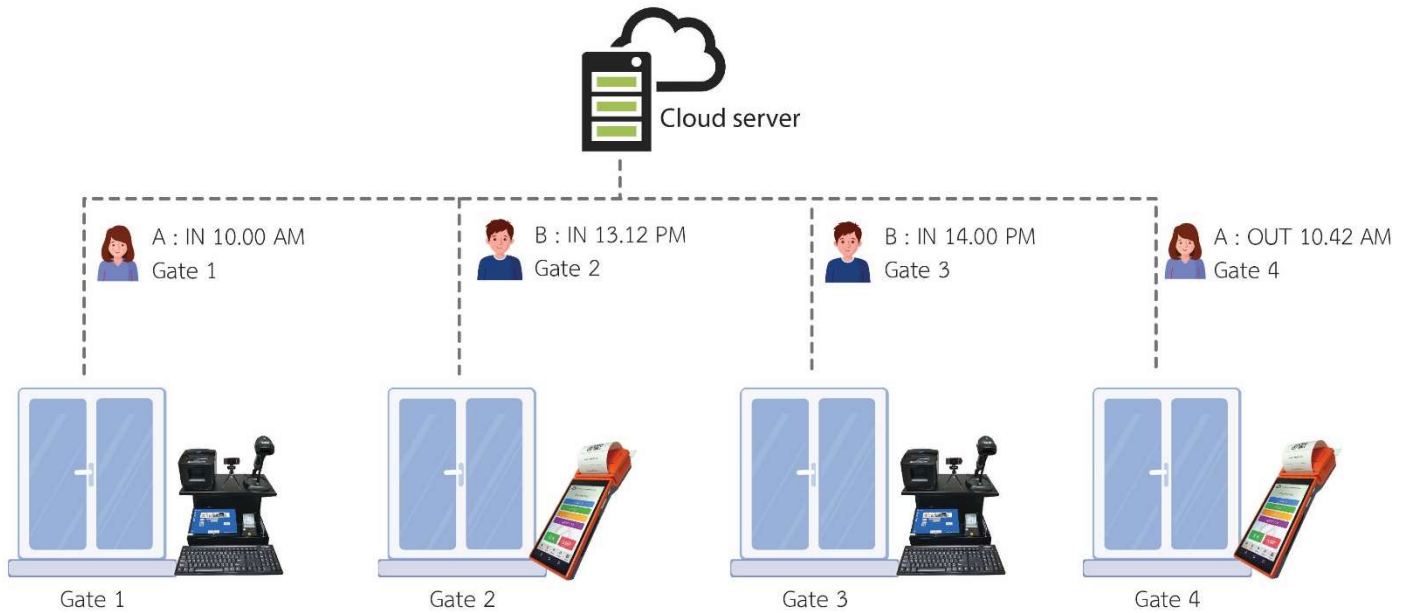 Cloud server
A : IN 10.00 AM
Gate 1
B : IN 13.12 PM
Gate 2
B : IN 14.00 PM
Gate 3
A : OUT 10.42 AM
Gate 4
Gate 1
Gate 2
Gate 3
Gate 4